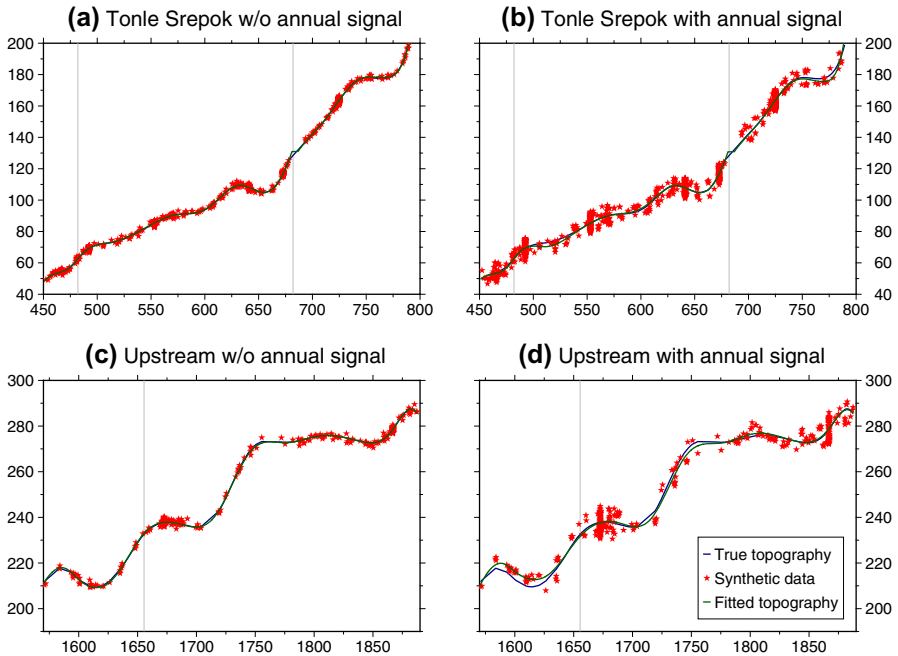 (a) Tonle Srepok w/o annual signal
200
180
160
140
120
100
80
60
40
450 500 550 600 650 700 750 800
(b) Tonle Srepok with annual signal
200
180
160
140
120
100
80
60
40
450 500 550 600 650 700 750 800
(c) Upstream w/o annual signal
300
280
260
240
220
200
1600 1650 1700 1750 1800 1850
(d) Upstream with annual signal
300
280
260
240
220
200
1600 1650 1700 1750 1800 1850
True topography
Synthetic data
Fitted topography